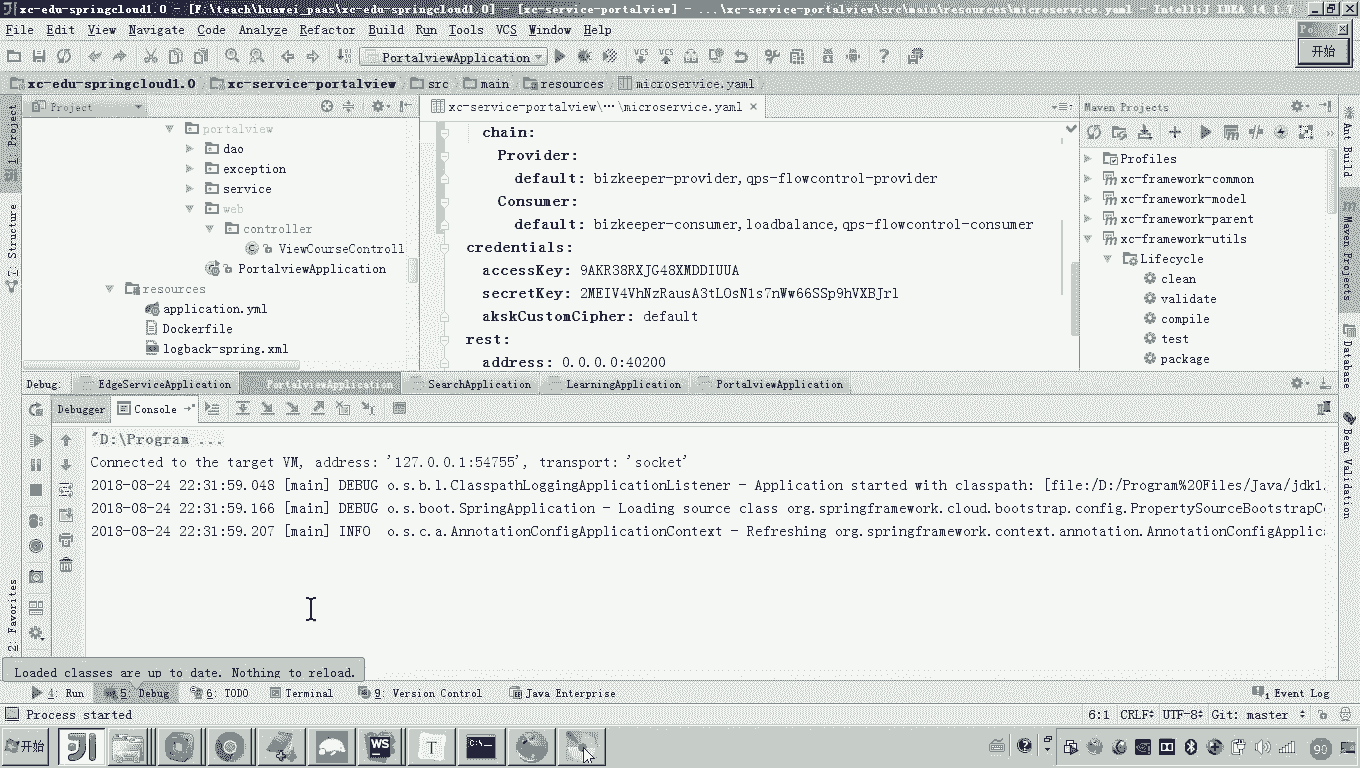 xc-edu-springcloud1.0 - [F:\teach\huawei_paas\xc-edu-springcloud1.0] - [xc-service-portalview] - ...\xc-service-portalview\src\main\resources\microservice.yaml - IntelliJ IDEA 14.1.7
File Edit View Navigate Code Analyze Refactor Build Run Tools VCS Window Help
开始
PortalviewApplication
xc-edu-springcloud1.0 xc-service-portalview src main resources microservice.yaml
Project
xc-service-portalview\…\microservice.yaml
Maven Projects
1: Project
7: Structure
2: Favorites
portalview
dao
exception
service
web
controller
ViewCourseControll
PortalviewApplication
resources
application.yml
Dockerfile
logback-spring.xml
chain:
Provider:
default: bizkeeper-provider,qps-flowcontrol-provider
Consumer:
default: bizkeeper-consumer,loadbalance,qps-flowcontrol-consumer
credentials:
accessKey: 9AKR38RXJG48XMDDIUUA
secretKey: 2MEIV4VhNzRausA3tLOsN1s7nWw66SSp9hVXBJrl
akskCustomCipher: default
rest:
address: 0.0.0.0:40200
Profiles
xc-framework-common
xc-framework-model
xc-framework-parent
xc-framework-utils
Lifecycle
clean
validate
compile
test
package
Ant Build
Maven Projects
Database
Bean Validation
Debug: EdgeServiceApplication PortalviewApplication SearchApplication LearningApplication PortalviewApplication
Debugger Console
"D:\Program ...
Connected to the target VM, address: '127.0.0.1:54755', transport: 'socket'
2018-08-24 22:31:59.048 [main] DEBUG o.s.b.l.ClasspathLoggingApplicationListener - Application started with classpath: [file:/D:/Program%20Files/Java/jdk1.
2018-08-24 22:31:59.166 [main] DEBUG o.s.boot.SpringApplication - Loading source class org.springframework.cloud.bootstrap.config.PropertySourceBootstrapC
2018-08-24 22:31:59.207 [main] INFO o.s.c.a.AnnotationConfigApplicationContext - Refreshing org.springframework.context.annotation.AnnotationConfigApplic
Loaded classes are up to date. Nothing to reload.
4: Run 5: Debug 6: TODO Terminal 9: Version Control Java Enterprise
1 Event Log
Process started
6:1 CRLF UTF-8 Git: master
开始
WS
T
C:\
90